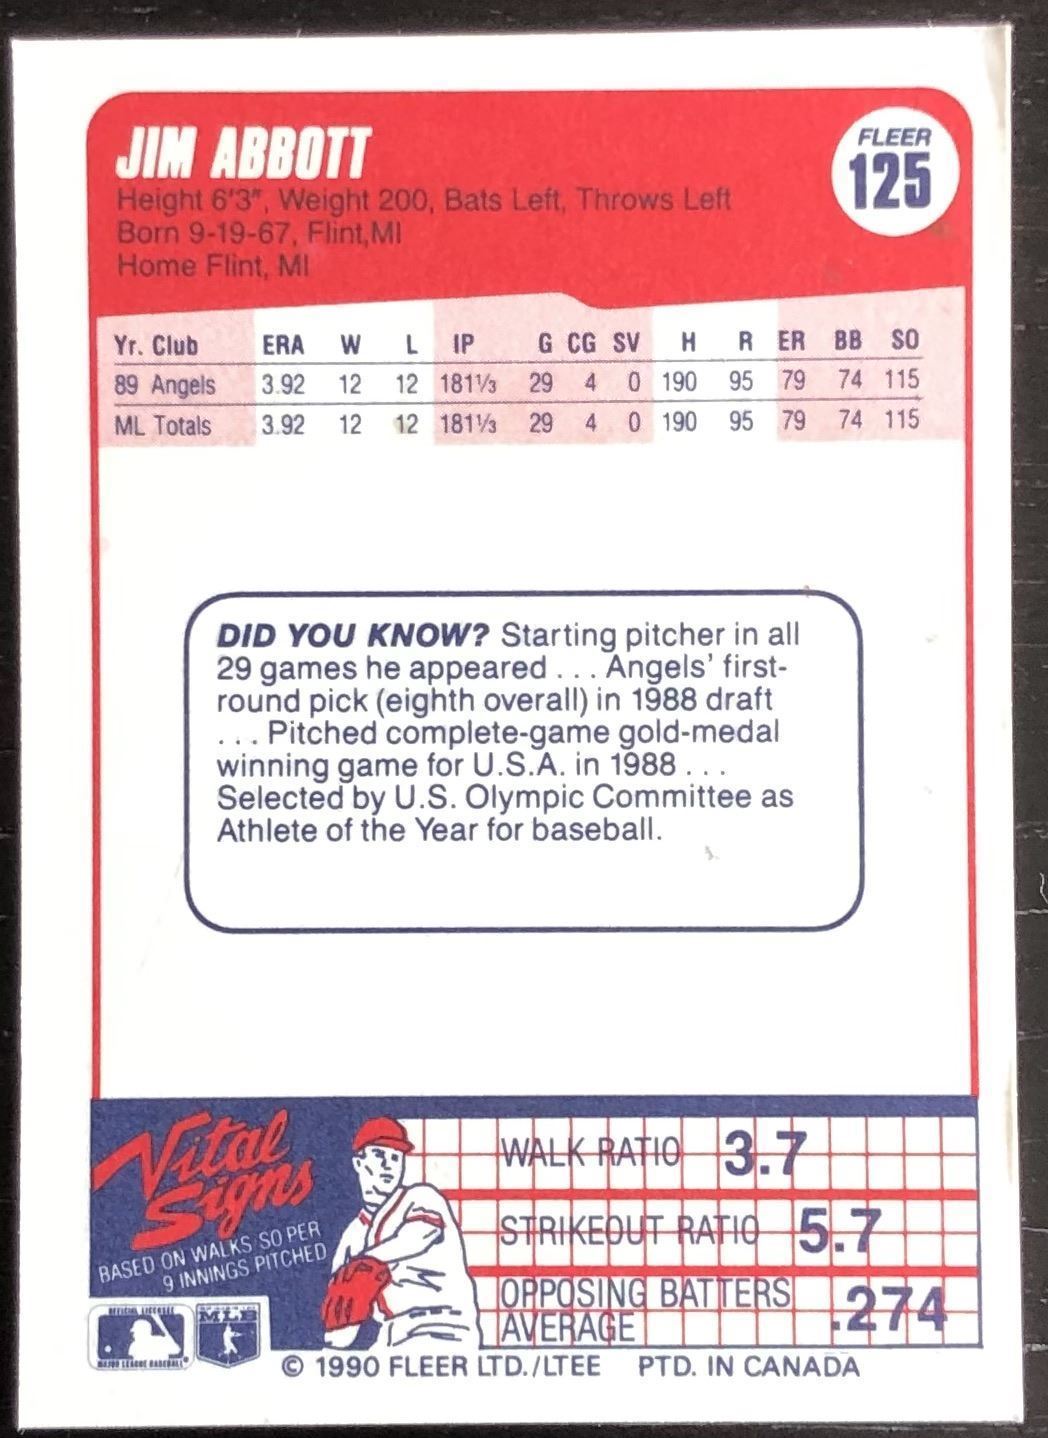 JIM ABBOTT
FLEER
125
Height 6'3", Weight 200, Bats Left, Throws Left
Born 9-19-67, Flint,MI
Home Flint, MI
Yr. Club ERA W L IP G CG SV H R ER BB SO
89 Angels 3.92 12 12 181⅓ 29 4 0 190 95 79 74 115
ML Totals 3.92 12 12 181⅓ 29 4 0 190 95 79 74 115
DID YOU KNOW? Starting pitcher in all
29 games he appeared . . . Angels' first-
round pick (eighth overall) in 1988 draft
. . . Pitched complete-game gold-medal
winning game for U.S.A. in 1988 . . .
Selected by U.S. Olympic Committee as
Athlete of the Year for baseball.
Vital
Signs
BASED ON WALKS SO PER
9 INNINGS PITCHED
WALK RATIO 3.7
STRIKEOUT RATIO 5.7
OPPOSING BATTERS
AVERAGE .274
OFFICIAL LICENSEE
MAJOR LEAGUE BASEBALL
MLB
© 1990 FLEER LTD./LTEE PTD. IN CANADA